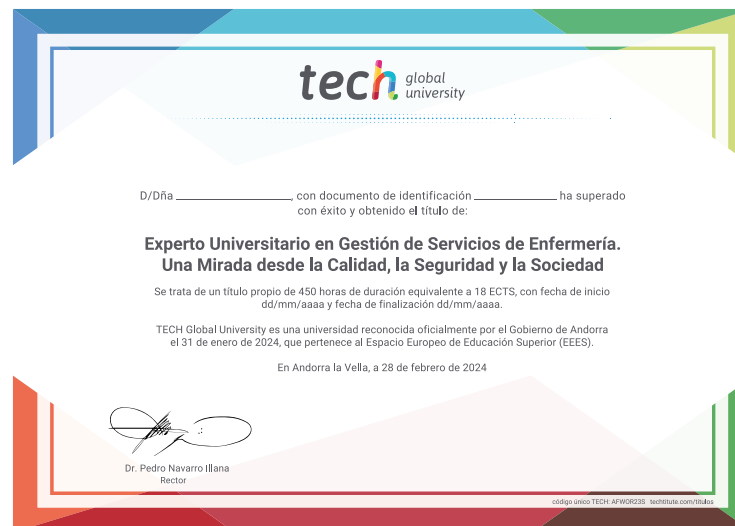 tech global university
D/Dña ______________, con documento de identificación ______________ ha superado
con éxito y obtenido el título de:
Experto Universitario en Gestión de Servicios de Enfermería.
Una Mirada desde la Calidad, la Seguridad y la Sociedad
Se trata de un título propio de 450 horas de duración equivalente a 18 ECTS, con fecha de inicio
dd/mm/aaaa y fecha de finalización dd/mm/aaaa.
TECH Global University es una universidad reconocida oficialmente por el Gobierno de Andorra
el 31 de enero de 2024, que pertenece al Espacio Europeo de Educación Superior (EEES).
En Andorra la Vella, a 28 de febrero de 2024
Dr. Pedro Navarro Illana
Rector
código único TECH: AFWOR23S techtitute.com/titulos